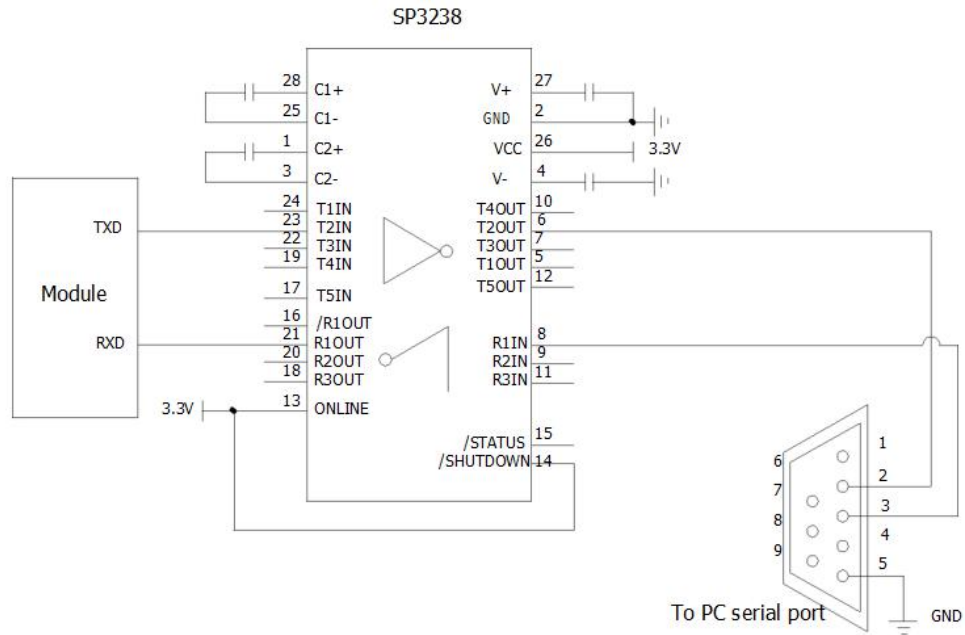 SP3238
28 C1+ V+ 27
25 C1- GND 2
1 C2+ VCC 26 3.3V
3 C2- V- 4
24 T1IN T4OUT 10
TXD 23 T2IN T2OUT 6
22 T3IN T3OUT 7
19 T4IN T1OUT 5
17 T5IN T5OUT 12
Module
16 /R1OUT
RXD 21 R1OUT R1IN 8
20 R2OUT R2IN 9
18 R3OUT R3IN 11
3.3V 13 ONLINE
/STATUS 15
/SHUTDOWN 14
1
6
2
7
3
8
4
9
5
To PC serial port
GND